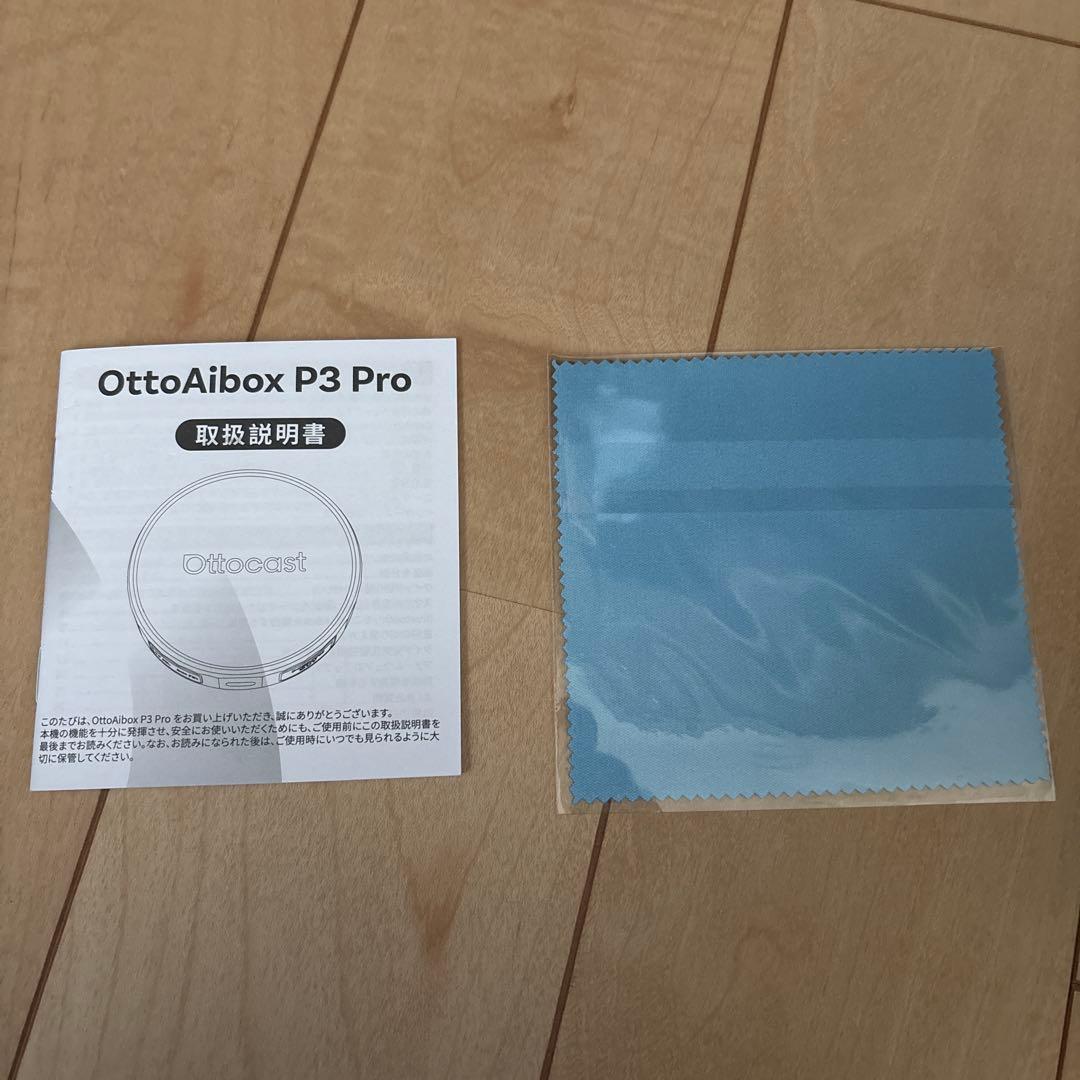 OttoAibox P3 Pro
取扱説明書
Ottocast
このたびは、OttoAibox P3 Pro をお買い上げいただき、誠にありがとうございます。
本機の機能を十分に発揮させ、安全にお使いいただくためにも、ご使用前にこの取扱説明書を
最後までお読みください。なお、お読みになられた後は、ご使用時にいつでも見られるように大
切に保管してください。